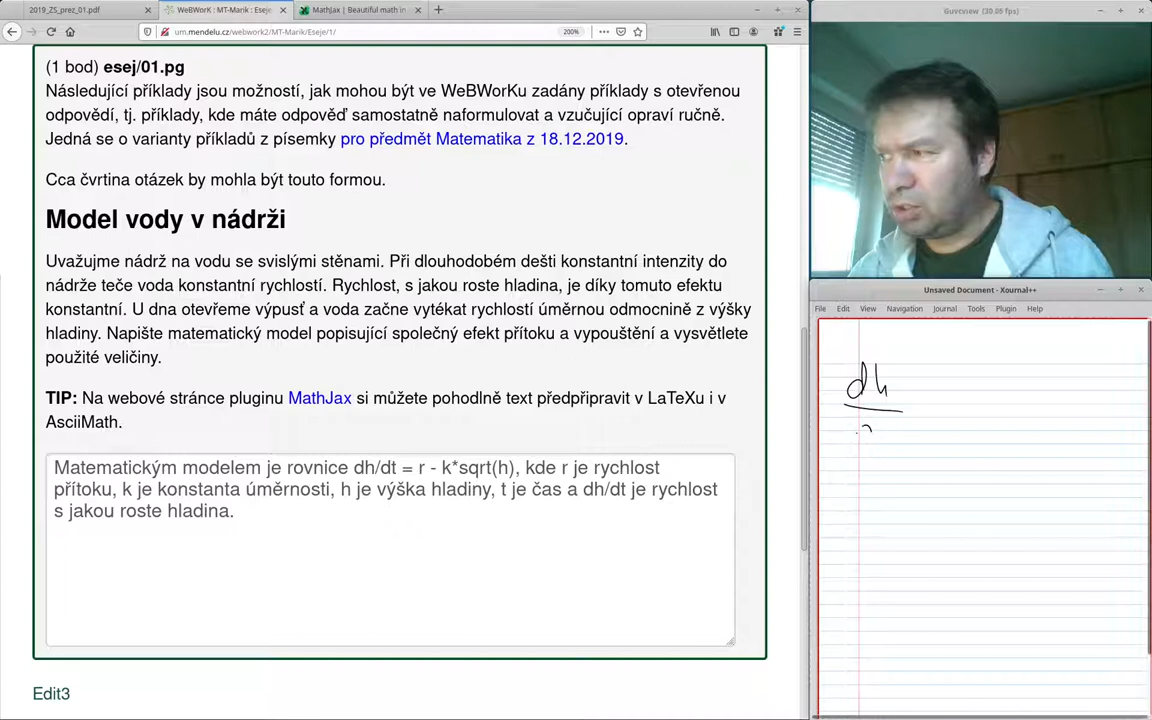 2019_ZS_prez_01.pdf
WeBWorK : MT-Marik : Eseje
MathJax | Beautiful math in
um.mendelu.cz/webwork2/MT-Marik/Eseje/1/
200%
(1 bod) esej/01.pg
Následující příklady jsou možností, jak mohou být ve WeBWorKu zadány příklady s otevřenou
odpovědí, tj. příklady, kde máte odpověď samostatně naformulovat a vzučující opraví ručně.
Jedná se o varianty příkladů z písemky pro předmět Matematika z 18.12.2019.
Cca čvrtina otázek by mohla být touto formou.
Model vody v nádrži
Uvažujme nádrž na vodu se svislými stěnami. Při dlouhodobém dešti konstantní intenzity do
nádrže teče voda konstantní rychlostí. Rychlost, s jakou roste hladina, je díky tomuto efektu
konstantní. U dna otevřeme výpusť a voda začne vytékat rychlostí úměrnou odmocnině z výšky
hladiny. Napište matematický model popisující společný efekt přítoku a vypouštění a vysvětlete
použité veličiny.
TIP: Na webové stránce pluginu MathJax si můžete pohodlně text předpřipravit v LaTeXu i v
AsciiMath.
Matematickým modelem je rovnice dh/dt = r - k*sqrt(h), kde r je rychlost
přítoku, k je konstanta úměrnosti, h je výška hladiny, t je čas a dh/dt je rychlost
s jakou roste hladina.
Edit3
Guvcview (30.06 fps)
Unsaved Document - Xournal++
File Edit View Navigation Journal Tools Plugin Help
dh